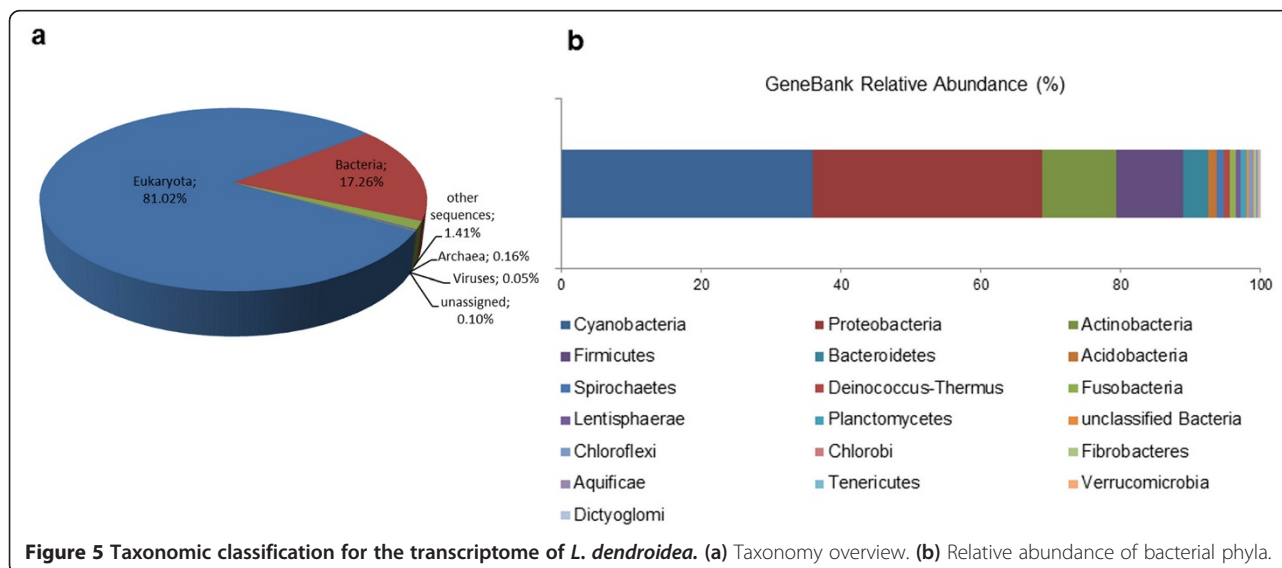 a
Eukaryota;
81.02%
Bacteria;
17.26%
other
sequences;
1.41%
Archaea; 0.16%
Viruses; 0.05%
unassigned;
0.10%
b
GeneBank Relative Abundance (%)
0 20 40 60 80 100
Cyanobacteria Proteobacteria Actinobacteria
Firmicutes Bacteroidetes Acidobacteria
Spirochaetes Deinococcus-Thermus Fusobacteria
Lentisphaerae Planctomycetes unclassified Bacteria
Chloroflexi Chlorobi Fibrobacteres
Aquificae Tenericutes Verrucomicrobia
Dictyoglomi
Figure 5 Taxonomic classification for the transcriptome of L. dendroidea. (a) Taxonomy overview. (b) Relative abundance of bacterial phyla.